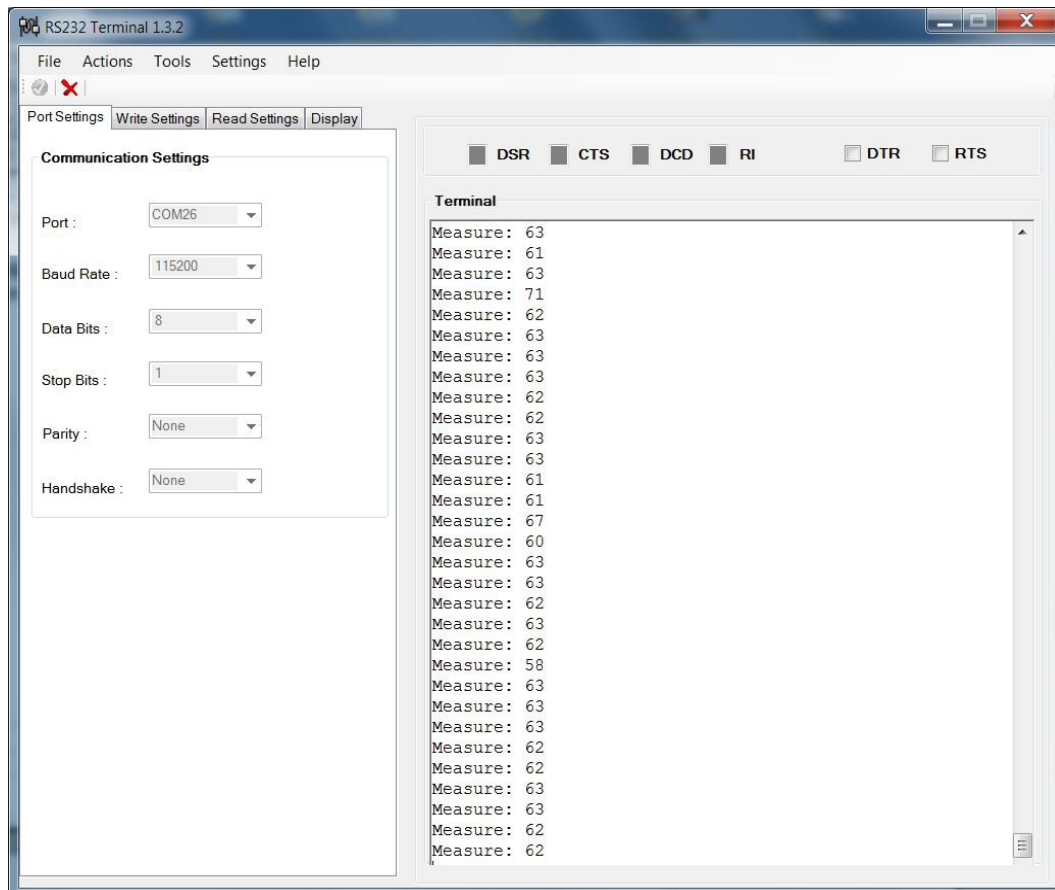 RS232 Terminal 1.3.2
File Actions Tools Settings Help
Port Settings Write Settings Read Settings Display
Communication Settings
Port : COM26
Baud Rate : 115200
Data Bits : 8
Stop Bits : 1
Parity : None
Handshake : None
DSR CTS DCD RI DTR RTS
Terminal
Measure: 63
Measure: 61
Measure: 63
Measure: 71
Measure: 62
Measure: 63
Measure: 63
Measure: 63
Measure: 62
Measure: 62
Measure: 63
Measure: 63
Measure: 61
Measure: 61
Measure: 67
Measure: 60
Measure: 63
Measure: 63
Measure: 62
Measure: 63
Measure: 62
Measure: 58
Measure: 63
Measure: 63
Measure: 63
Measure: 62
Measure: 62
Measure: 63
Measure: 63
Measure: 62
Measure: 62